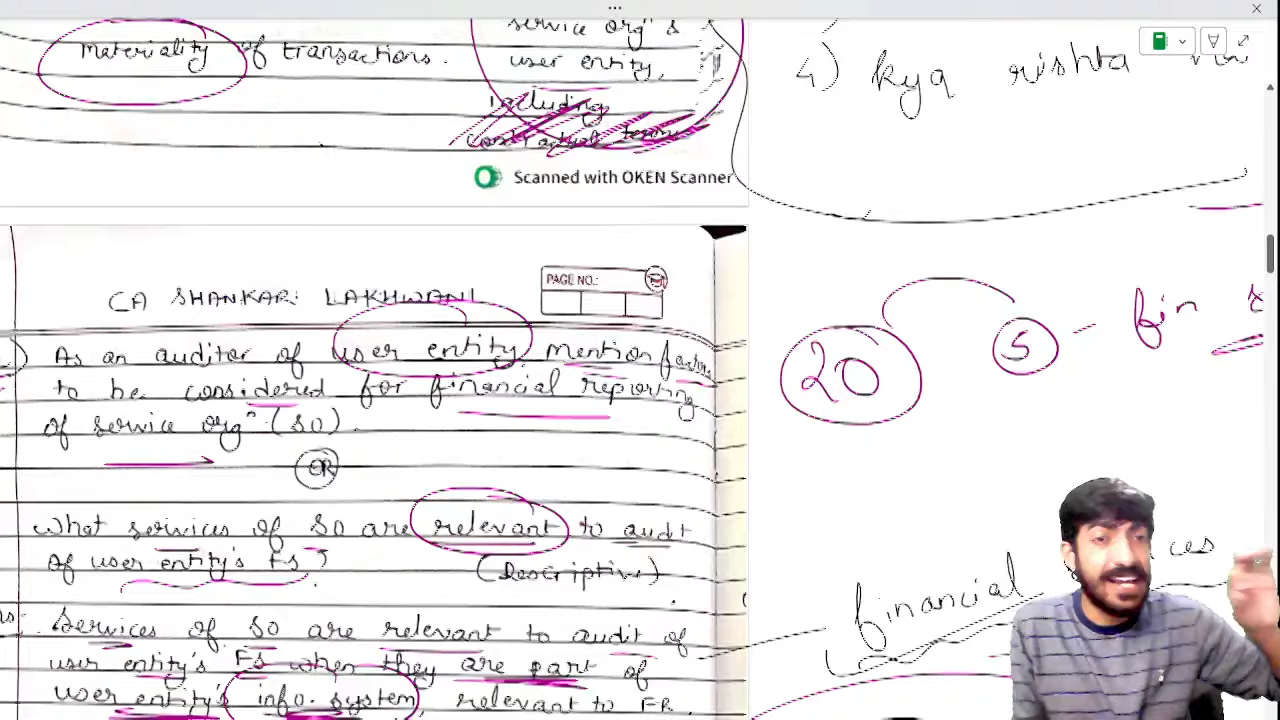 service orgⁿ's
materiality of transactions.
user entity,
including
contractual terms
Scanned with OKEN Scanner
4) kya rishta
CA SHANKARI LAKHWANI
PAGE NO.:
As an auditor of user entity Mention factors
to be considered for financial reporting
of service orgⁿ (SO).
OR
What services of SO are relevant to audit
of user entity's FS?
(Descriptive)
Services of SO are relevant to audit of
user entity's FS when they are part of
user entity's info. system, relevant to FR.
20
5 - fin
financial